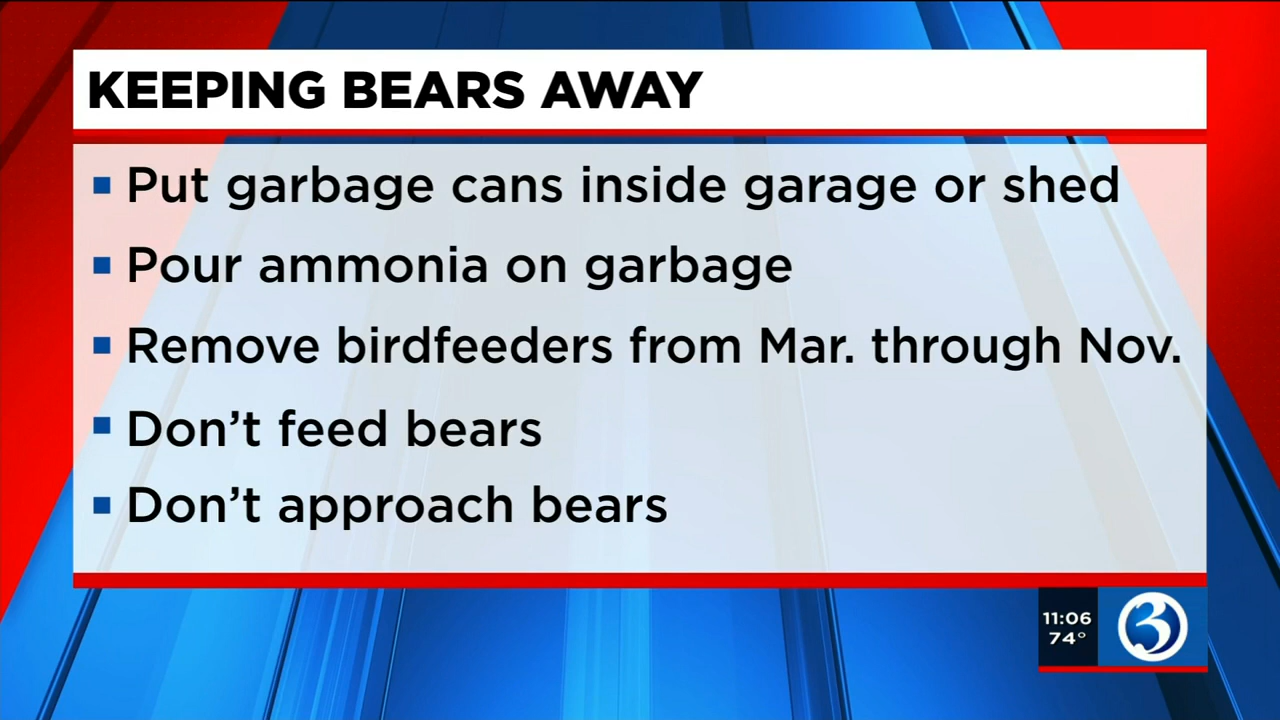 KEEPING BEARS AWAY
Put garbage cans inside garage or shed
Pour ammonia on garbage
Remove birdfeeders from Mar. through Nov.
Don’t feed bears
Don’t approach bears
11:06
74°
3